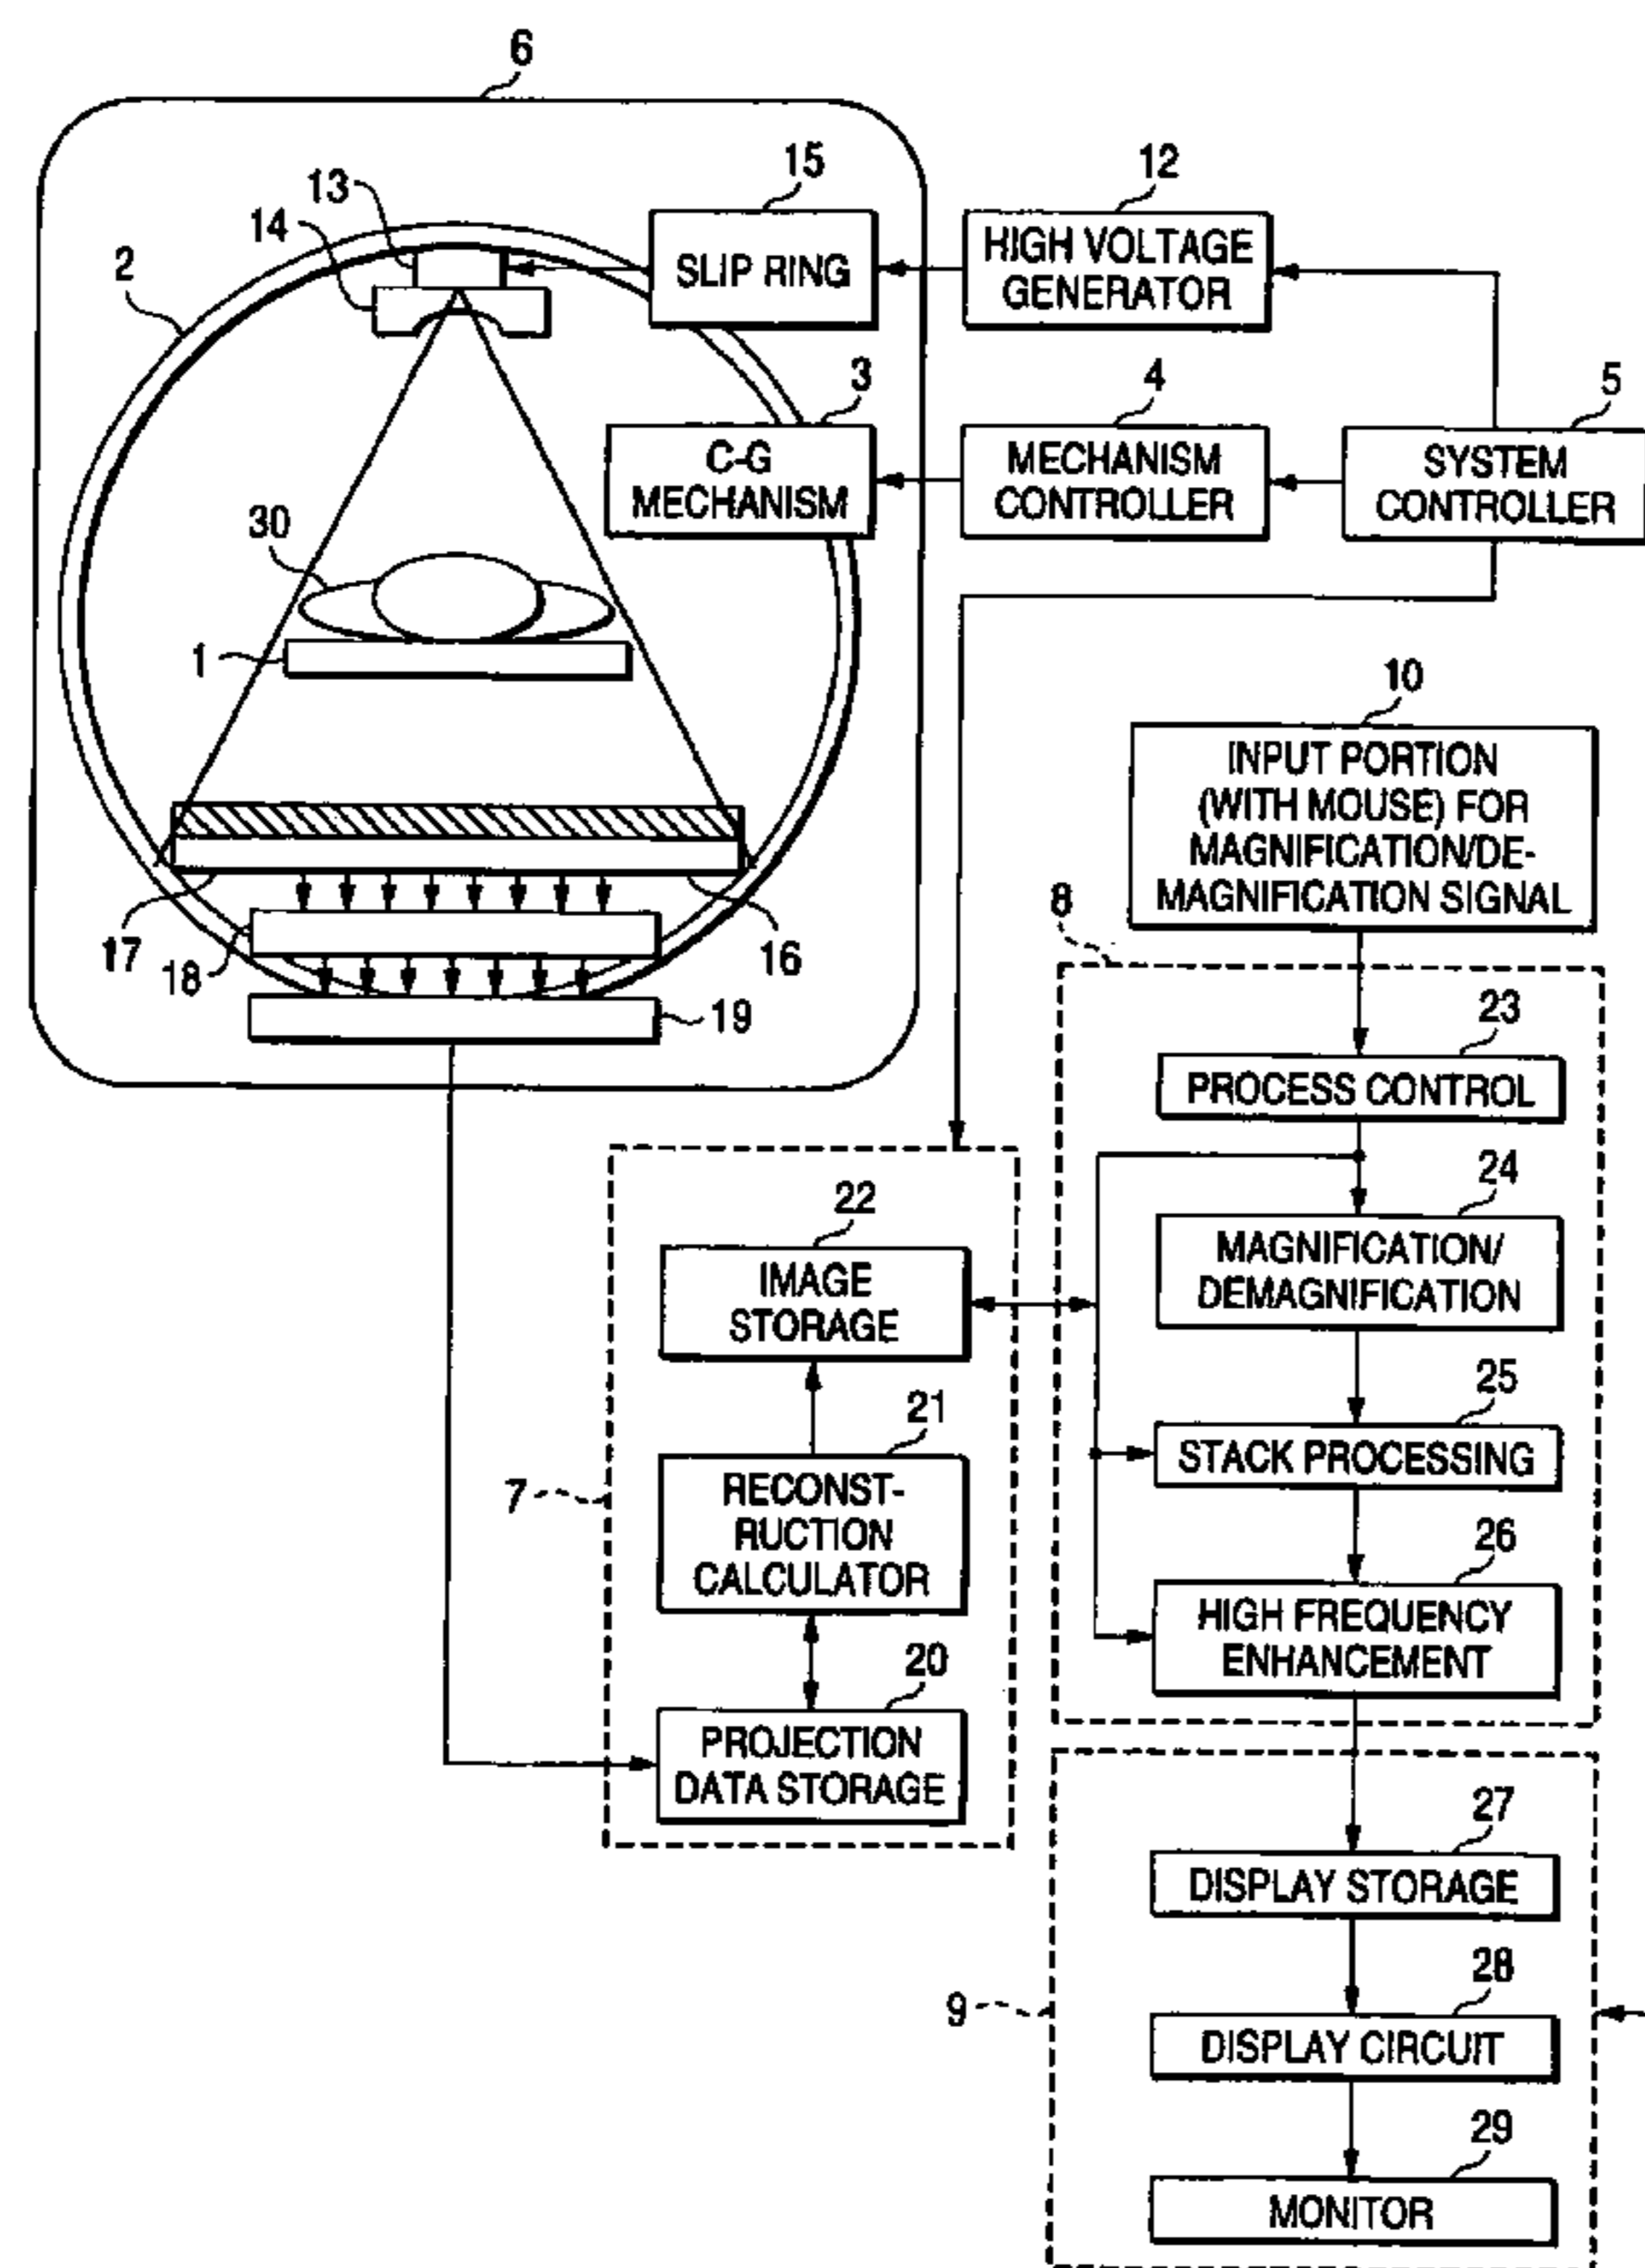 6
15
12
13
14
SLIP RING
HIGH VOLTAGE
GENERATOR
2
3
4
5
C-G
MECHANISM
MECHANISM
CONTROLLER
SYSTEM
CONTROLLER
30
1
10
INPUT PORTION
(WITH MOUSE) FOR
MAGNIFICATION/DE-
MAGNIFICATION SIGNAL
8
17
18
16
19
23
PROCESS CONTROL
22
24
IMAGE
STORAGE
MAGNIFICATION/
DEMAGNIFICATION
21
25
7
RECONST-
RUCTION
CALCULATOR
STACK PROCESSING
26
HIGH FREQUENCY
ENHANCEMENT
20
PROJECTION
DATA STORAGE
27
DISPLAY STORAGE
9
28
DISPLAY CIRCUIT
29
MONITOR